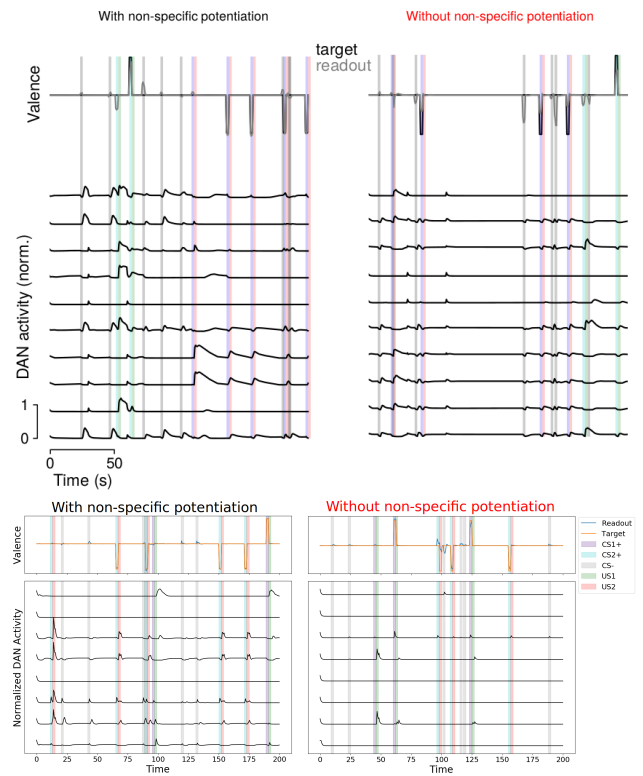 With non-specific potentiation
Without non-specific potentiation
target
readout
Valence
DAN activity (norm.)
1
0
0 50
Time (s)
With non-specific potentiation
Without non-specific potentiation
Valence
Readout
Target
CS1+
CS2+
CS-
US1
US2
Normalized DAN Activity
0 25 50 75 100 125 150 175 200
Time
0 25 50 75 100 125 150 175 200
Time